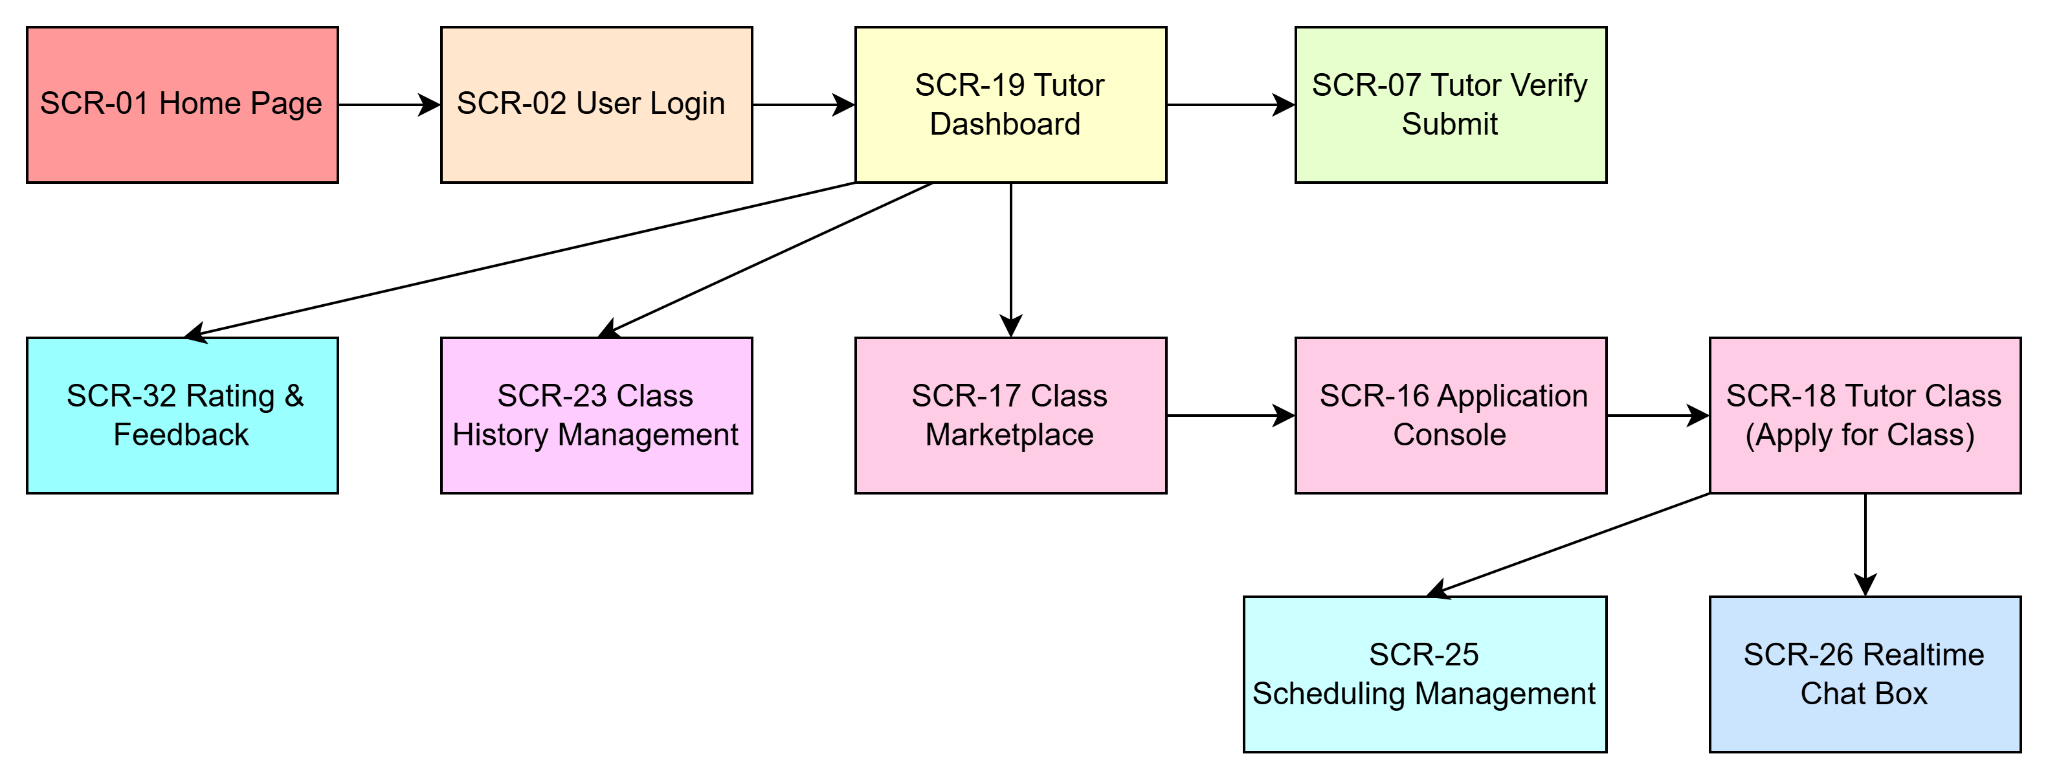 SCR-01 Home Page
SCR-02 User Login
SCR-19 Tutor
Dashboard
SCR-07 Tutor Verify
Submit
SCR-32 Rating &
Feedback
SCR-23 Class
History Management
SCR-17 Class
Marketplace
SCR-16 Application
Console
SCR-18 Tutor Class
(Apply for Class)
SCR-25
Scheduling Management
SCR-26 Realtime
Chat Box